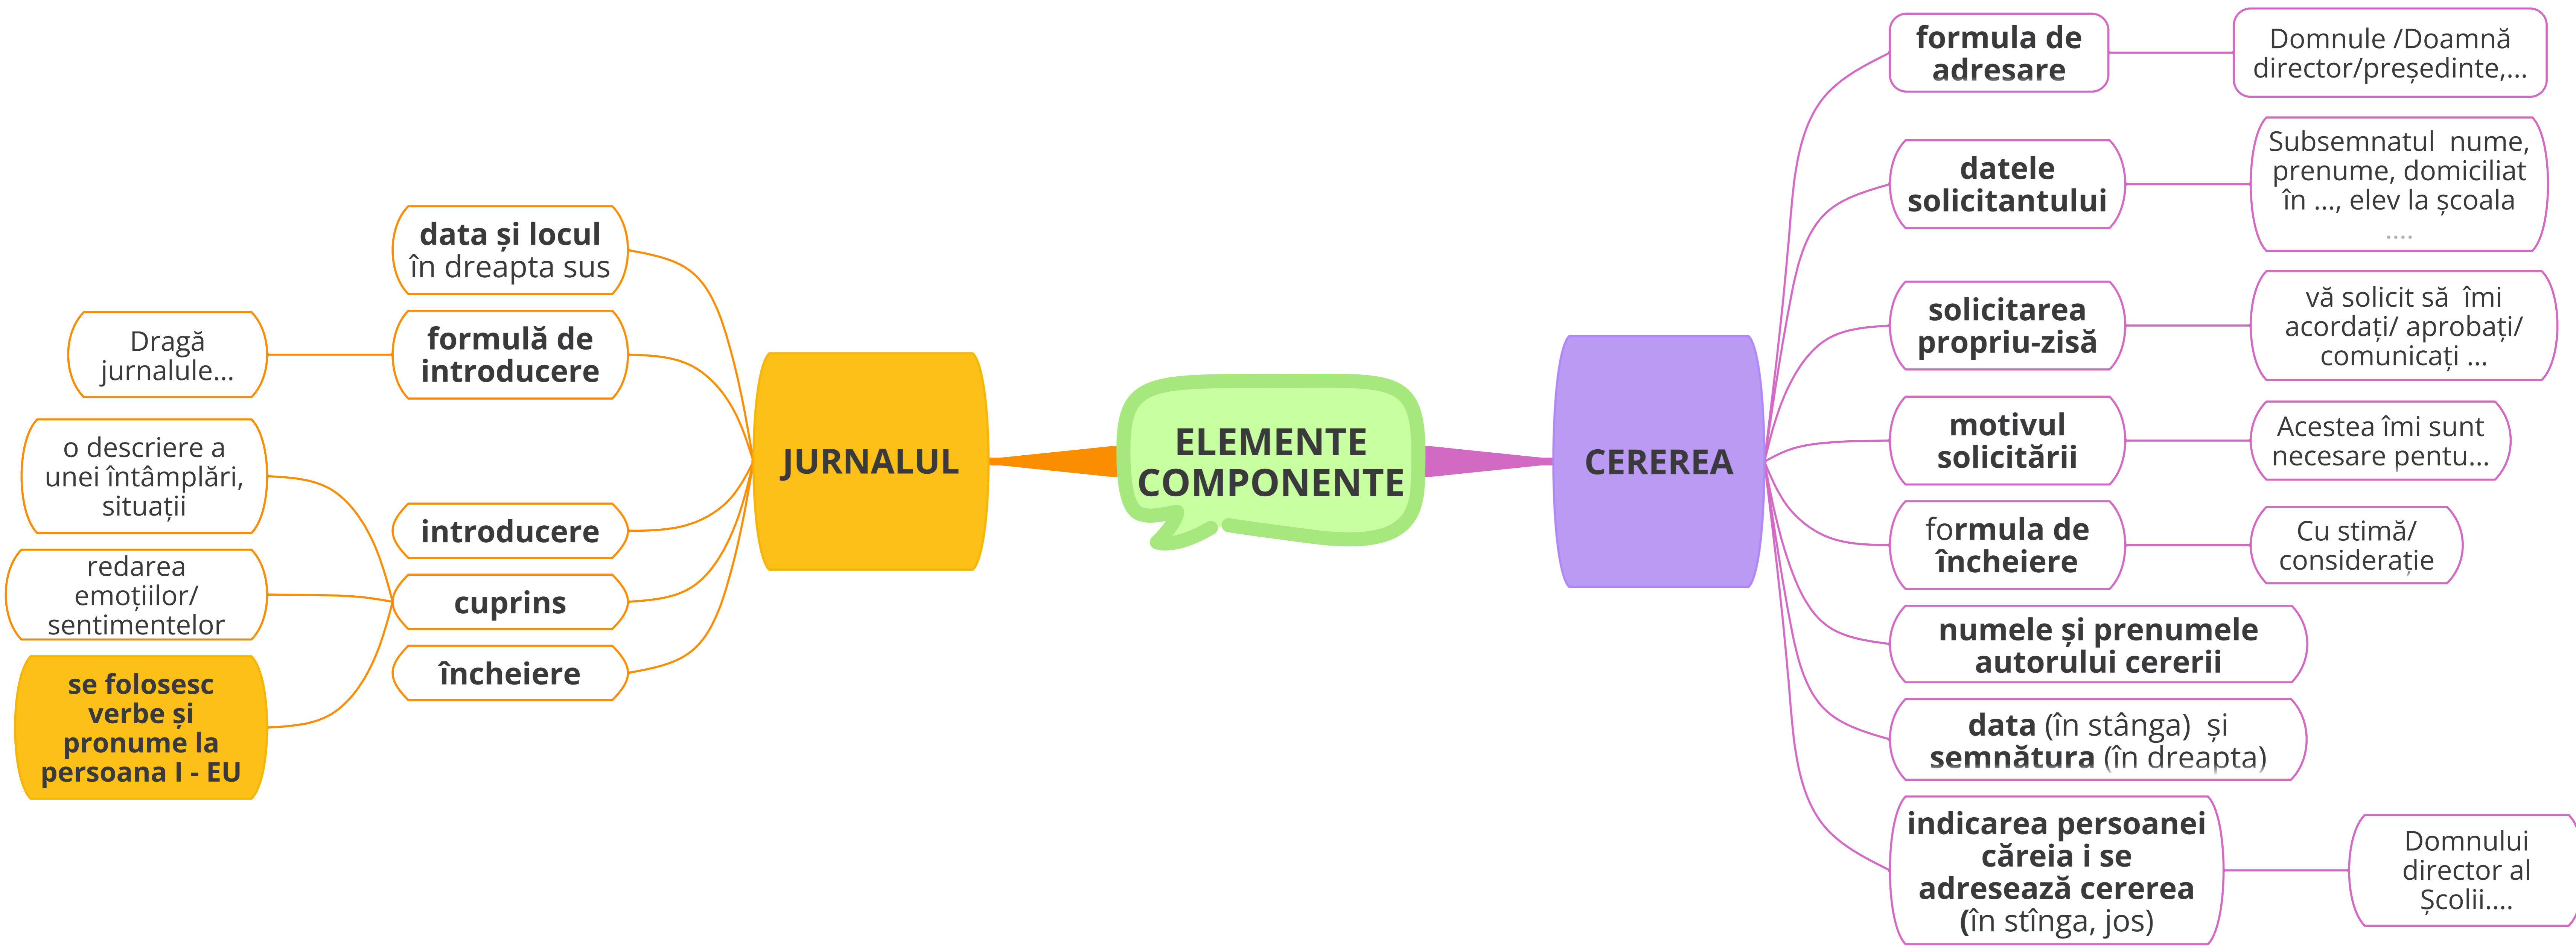 ELEMENTE
COMPONENTE
JURNALUL
data și locul
în dreapta sus
formulă de
introducere
Dragă
jurnalule...
introducere
cuprins
o descriere a
unei întâmplări,
situații
redarea
emoțiilor/
sentimentelor
se folosesc
verbe și
pronume la
persoana I - EU
încheiere
CEREREA
formula de
adresare
Domnule /Doamnă
director/președinte,...
datele
solicitantului
Subsemnatul nume,
prenume, domiciliat
în ..., elev la școala
....
solicitarea
propriu-zisă
vă solicit să îmi
acordați/ aprobați/
comunicați ...
motivul
solicitării
Acestea îmi sunt
necesare pentu...
formula de
încheiere
Cu stimă/
considerație
numele și prenumele
autorului cererii
data (în stânga) și
semnătura (în dreapta)
indicarea persoanei
căreia i se
adresează cererea
(în stînga, jos)
Domnului
director al
Școlii....